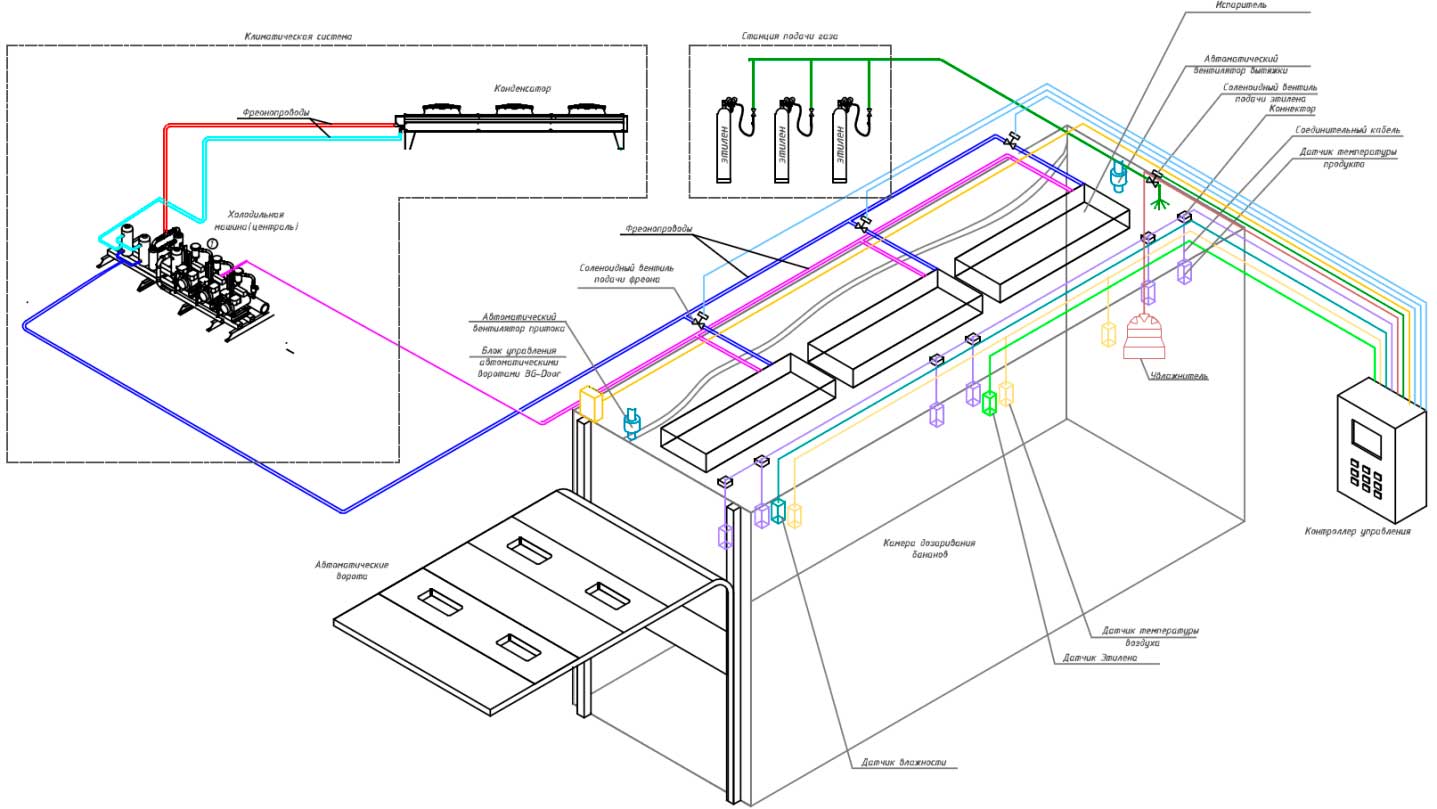 Испаритель
Климатическая система
Станция подачи газа
Автоматический
вентилятор вытяжки
Конденсатор
Соленоидный вентиль
подачи этилена
Коннектор
Фреонопроводы
Соединительный кабель
этилен
этилен
этилен
Датчик температуры
продукта
Холодильная
машина(централь)
Фреонопроводы
Соленоидный вентиль
подачи фреона
Автоматический
вентилятор притока
Блок управления
автоматическими
воротами BG-Door
Увлажнитель
Контроллер управления
Камера дозаривания
бананов
Автоматические
ворота
Датчик температуры
воздуха
Датчик Этилена
Датчик влажности